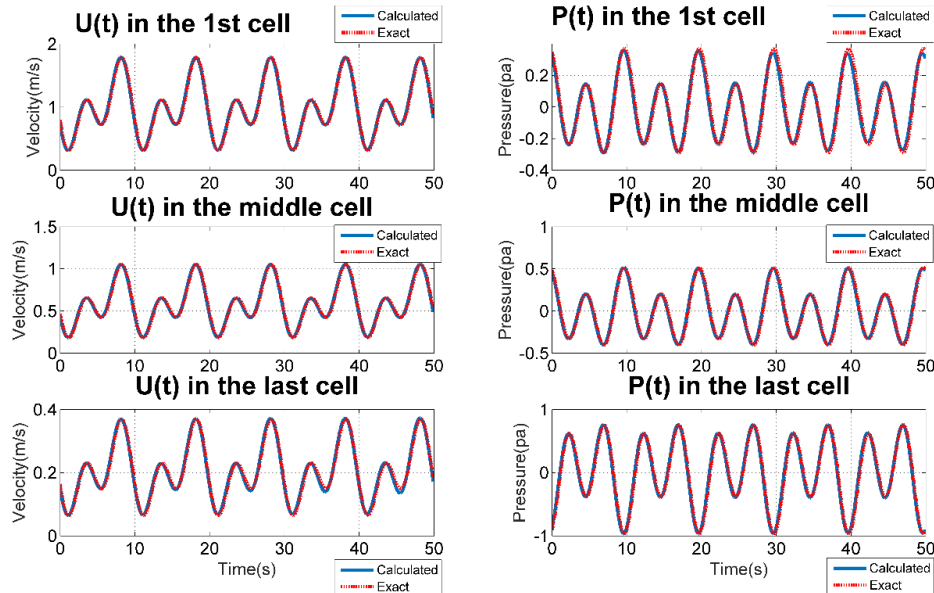 U(t) in the 1st cell
Calculated
Exact
Velocity(m/s)
2
1
0
0 10 20 30 40 50
P(t) in the 1st cell
Calculated
Exact
Pressure(pa)
0.2
0
-0.2
-0.4
0 10 20 30 40 50
U(t) in the middle cell
Calculated
Exact
Velocity(m/s)
1.5
1
0.5
0
0 10 20 30 40 50
P(t) in the middle cell
Calculated
Exact
Pressure(pa)
1
0.5
0
-0.5
0 10 20 30 40 50
U(t) in the last cell
Velocity(m/s)
0.4
0.2
0
0 10 20 30 40 50
Time(s)
Calculated
Exact
P(t) in the last cell
Pressure(pa)
1
0
-1
0 10 20 30 40 50
Time(s)
Calculated
Exact